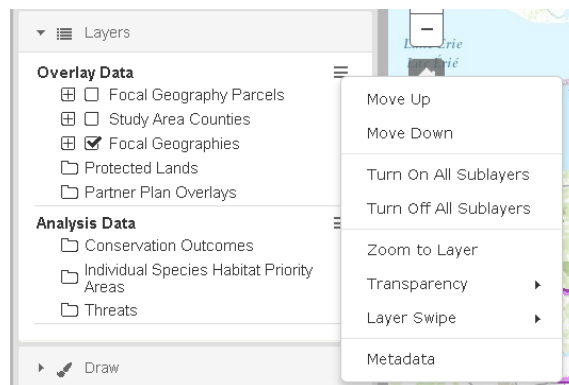 Layers
Overlay Data
Focal Geography Parcels
Study Area Counties
Focal Geographies
Protected Lands
Partner Plan Overlays
Analysis Data
Conservation Outcomes
Individual Species Habitat Priority
Areas
Threats
Draw
Erie
Érié
Move Up
Move Down
Turn On All Sublayers
Turn Off All Sublayers
Zoom to Layer
Transparency
Layer Swipe
Metadata